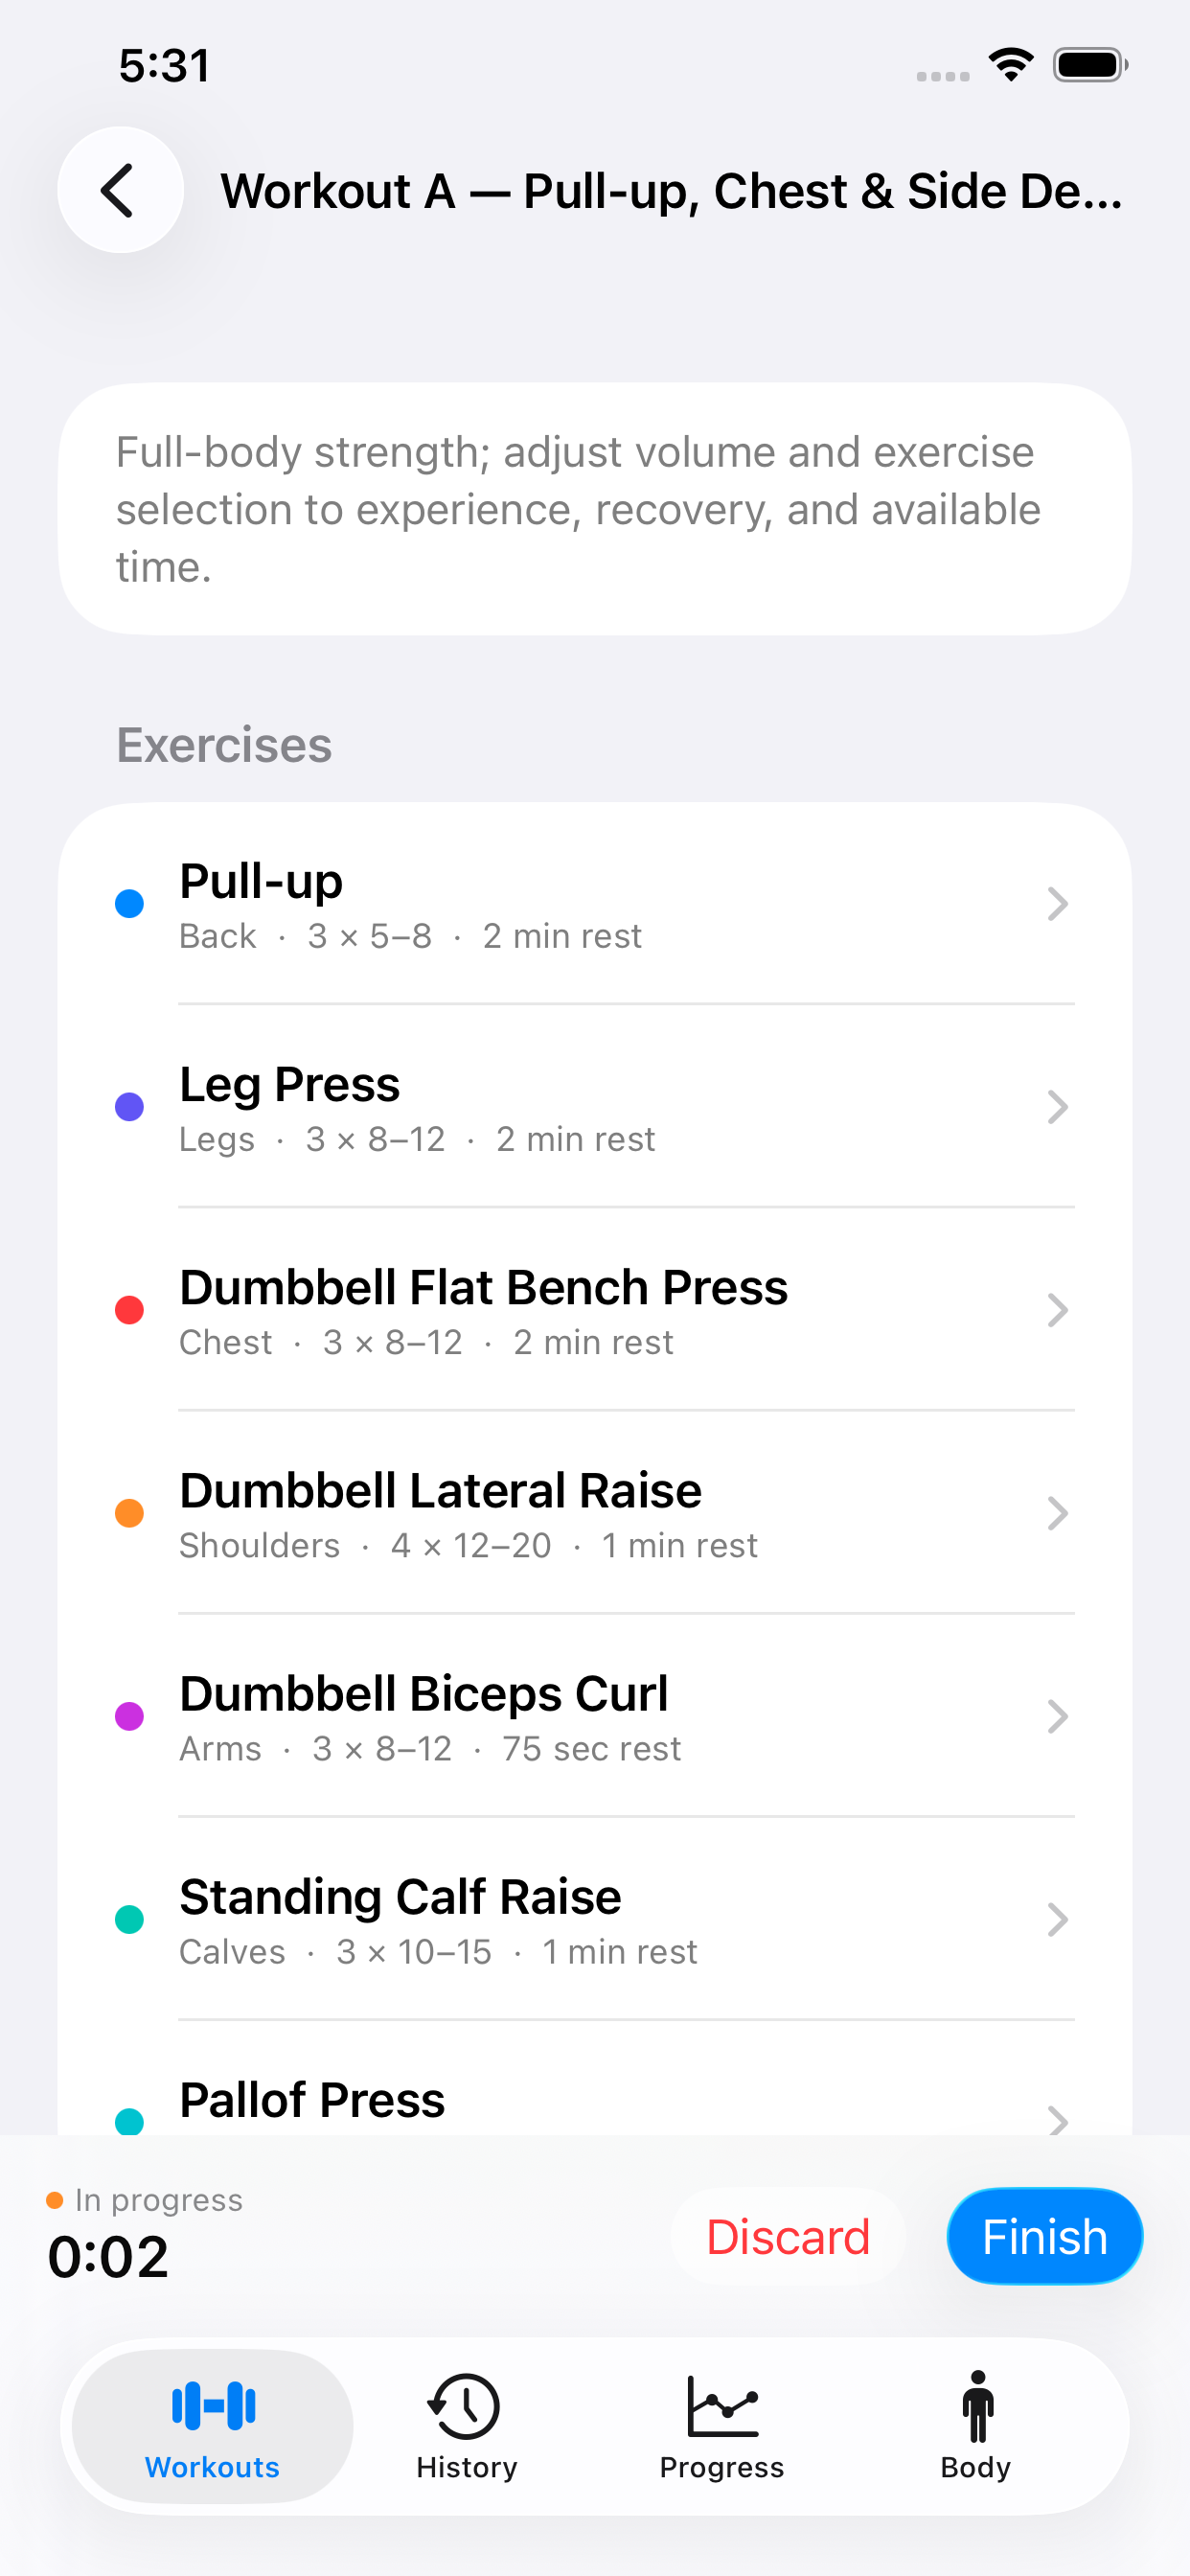 5:31
Workout A — Pull-up, Chest & Side De...
Full-body strength; adjust volume and exercise
selection to experience, recovery, and available
time.
Exercises
Pull-up
Back · 3 × 5–8 · 2 min rest
Leg Press
Legs · 3 × 8–12 · 2 min rest
Dumbbell Flat Bench Press
Chest · 3 × 8–12 · 2 min rest
Dumbbell Lateral Raise
Shoulders · 4 × 12–20 · 1 min rest
Dumbbell Biceps Curl
Arms · 3 × 8–12 · 75 sec rest
Standing Calf Raise
Calves · 3 × 10–15 · 1 min rest
Pallof Press
In progress
0:02
Discard
Finish
Workouts
History
Progress
Body